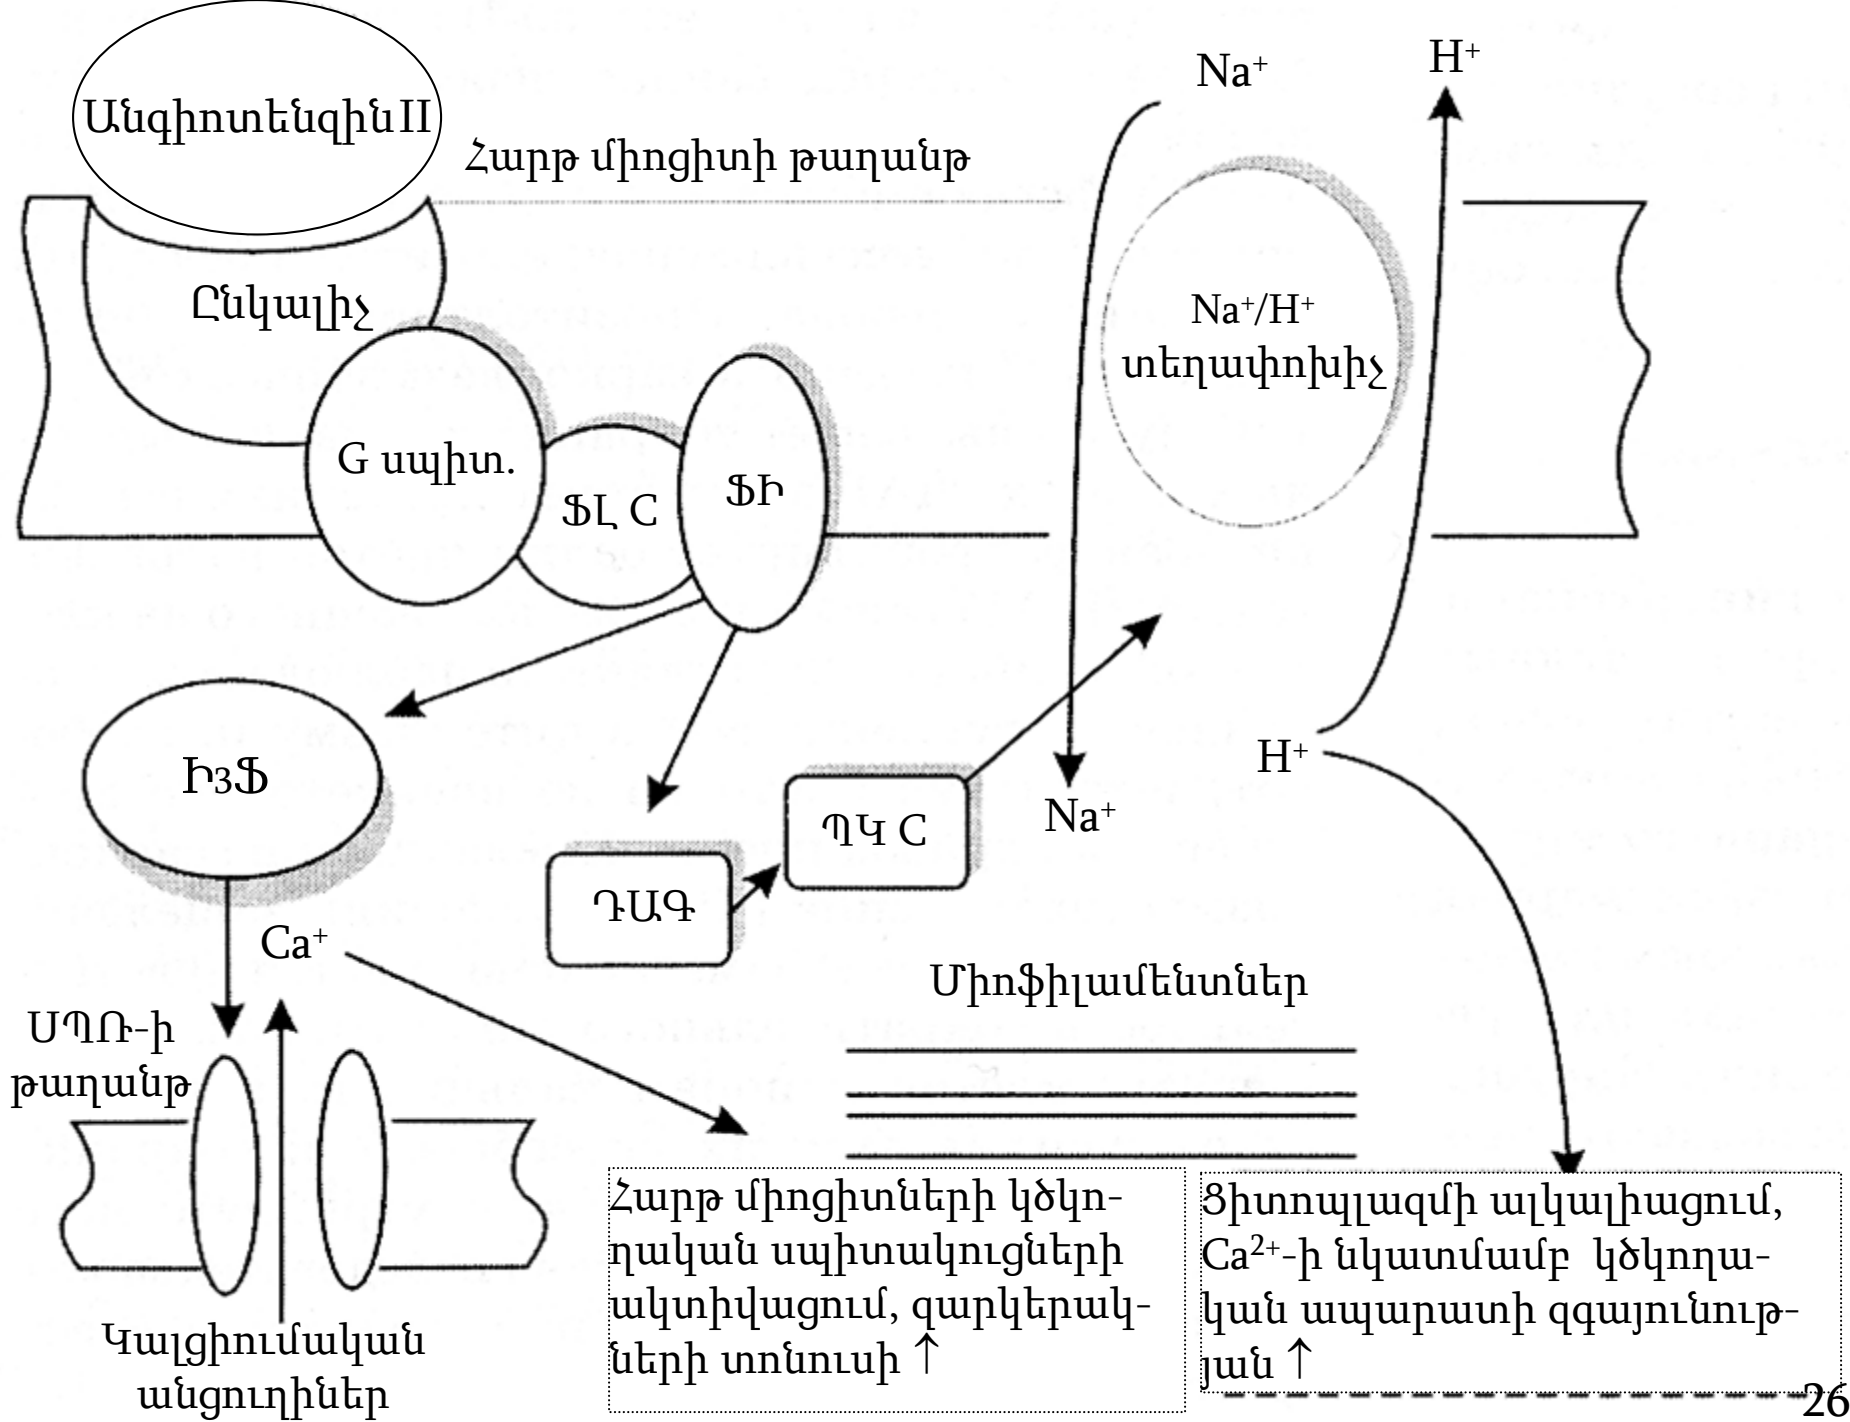 Անգիոտենզին II
Հարթ միոցիտի թաղանթ
Na⁺
H⁺
Ընկալիչ
Na⁺/H⁺
տեղափոխիչ
G սպիտ.
ՖԼ C
ՖԻ
Ի3Ֆ
ՊԿ C
Na⁺
H⁺
ԴԱԳ
Ca⁺
Միոֆիլամենտներ
ՍՊՌ-ի
թաղանթ
Կալցիումական
անցուղիներ
Հարթ միոցիտների կծկո-
ղական սպիտակուցների
ակտիվացում, զարկերակ-
ների տոնուսի ↑
Ցիտոպլազմի ալկալիացում,
Ca²⁺-ի նկատմամբ կծկողա-
կան ապարատի զգայունութ-
յան ↑
26